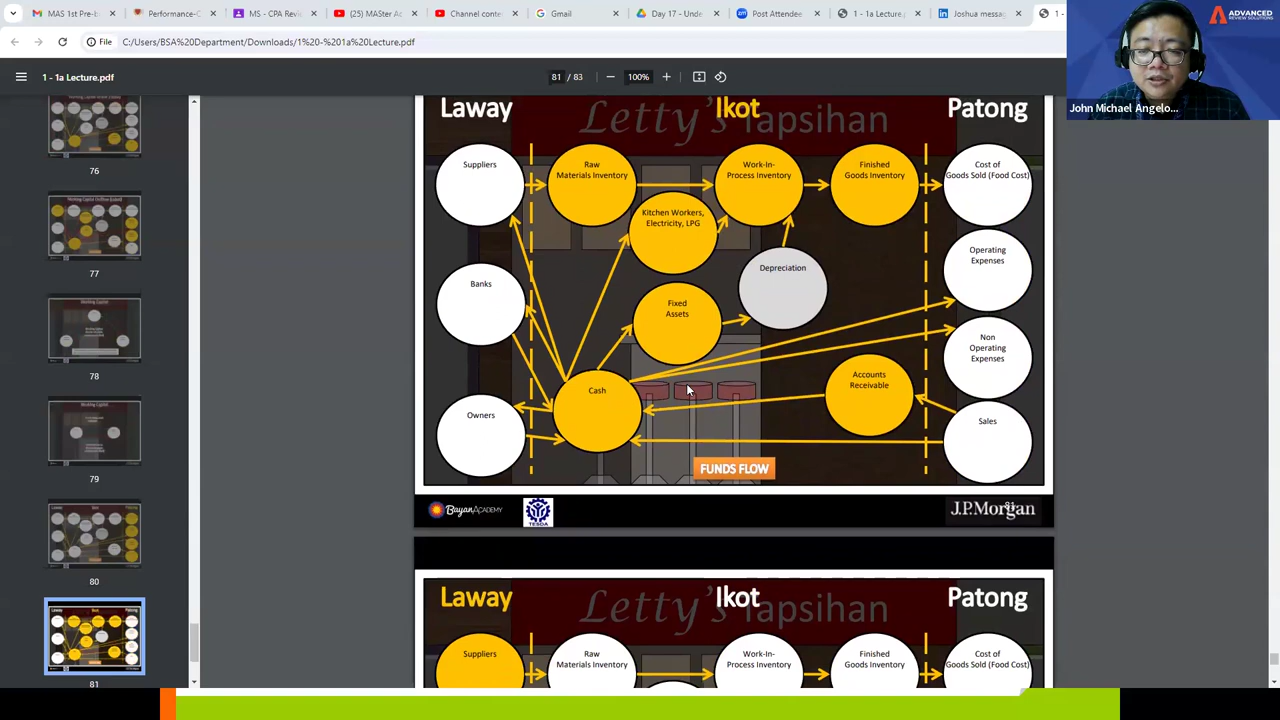 MAS 1st Pre-b
Performance-C
MS - CPA Revi
(25) MASter Ac
Channel conte
Gmail
Day 17 - Unde
Post Attendee
1 - 1a Lecture.p
Joshua messag
1 -
File
C:/Users/BSA%20Department/Downloads/1%20-%201a%20Lecture.pdf
ADVANCED
REVIEW SOLUTIONS
1 - 1a Lecture.pdf
81 / 83
100%
John Michael Angelo...
Laway
Ikot
Patong
Letty's Tapsihan
Suppliers
Raw
Materials Inventory
Work-In-
Process Inventory
Finished
Goods Inventory
Cost of
Goods Sold (Food Cost)
Kitchen Workers,
Electricity, LPG
Operating
Expenses
Banks
Depreciation
Fixed
Assets
Non
Operating
Expenses
Accounts
Receivable
Cash
Owners
Sales
FUNDS FLOW
BayanAcademy
TESDA
J.P.Morgan
Laway
Ikot
Patong
Letty's Tapsihan
Suppliers
Raw
Materials Inventory
Work-In-
Process Inventory
Finished
Goods Inventory
Cost of
Goods Sold (Food Cost)
76
77
78
79
80
81